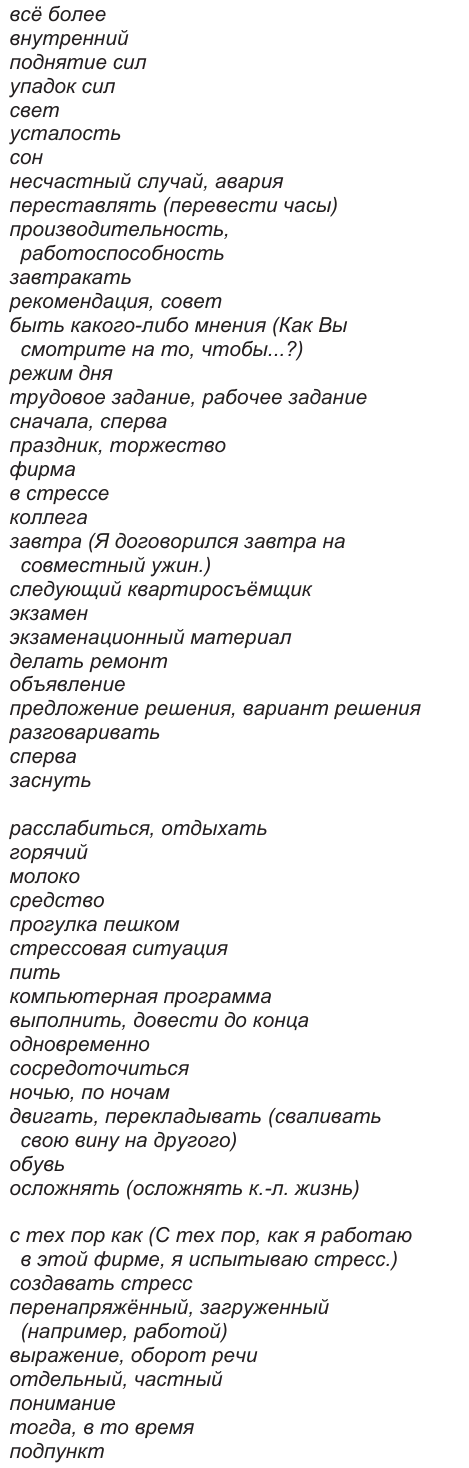 всё более
внутренний
поднятие сил
упадок сил
свет
усталость
сон
несчастный случай, авария
переставлять (перевести часы)
производительность,
работоспособность
завтракать
рекомендация, совет
быть какого-либо мнения (Как Вы
смотрите на то, чтобы...?)
режим дня
трудовое задание, рабочее задание
сначала, сперва
праздник, торжество
фирма
в стрессе
коллега
завтра (Я договорился завтра на
совместный ужин.)
следующий квартиросъёмщик
экзамен
экзаменационный материал
делать ремонт
объявление
предложение решения, вариант решения
разговаривать
сперва
заснуть

расслабиться, отдыхать
горячий
молоко
средство
прогулка пешком
стрессовая ситуация
пить
компьютерная программа
выполнить, довести до конца
одновременно
сосредоточиться
ночью, по ночам
двигать, перекладывать (сваливать
свою вину на другого)
обувь
осложнять (осложнять к.-л. жизнь)

с тех пор как (С тех пор, как я работаю
в этой фирме, я испытываю стресс.)
создавать стресс
перенапряжённый, загруженный
(например, работой)
выражение, оборот речи
отдельный, частный
понимание
тогда, в то время
подпункт